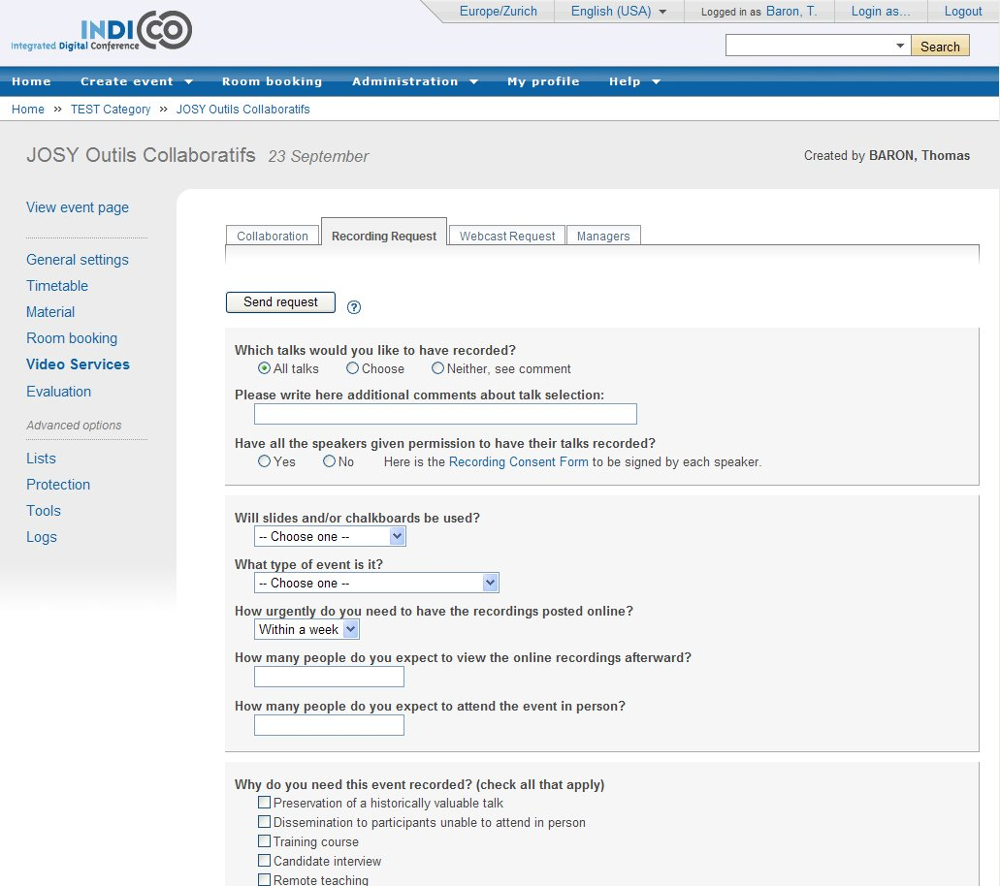 Europe/Zurich English (USA) Logged in as Baron, T. Login as... Logout
INDICO
Integrated Digital Conference
Search
Home Create event Room booking Administration My profile Help
Home » TEST Category » JOSY Outils Collaboratifs
JOSY Outils Collaboratifs 23 September Created by BARON, Thomas
View event page
General settings
Timetable
Material
Room booking
Video Services
Evaluation
Advanced options
Lists
Protection
Tools
Logs
Collaboration Recording Request Webcast Request Managers
Send request ?
Which talks would you like to have recorded?
All talks Choose Neither, see comment
Please write here additional comments about talk selection:
Have all the speakers given permission to have their talks recorded?
Yes No Here is the Recording Consent Form to be signed by each speaker.
Will slides and/or chalkboards be used?
-- Choose one --
What type of event is it?
-- Choose one --
How urgently do you need to have the recordings posted online?
Within a week
How many people do you expect to view the online recordings afterward?
How many people do you expect to attend the event in person?
Why do you need this event recorded? (check all that apply)
Preservation of a historically valuable talk
Dissemination to participants unable to attend in person
Training course
Candidate interview
Remote teaching